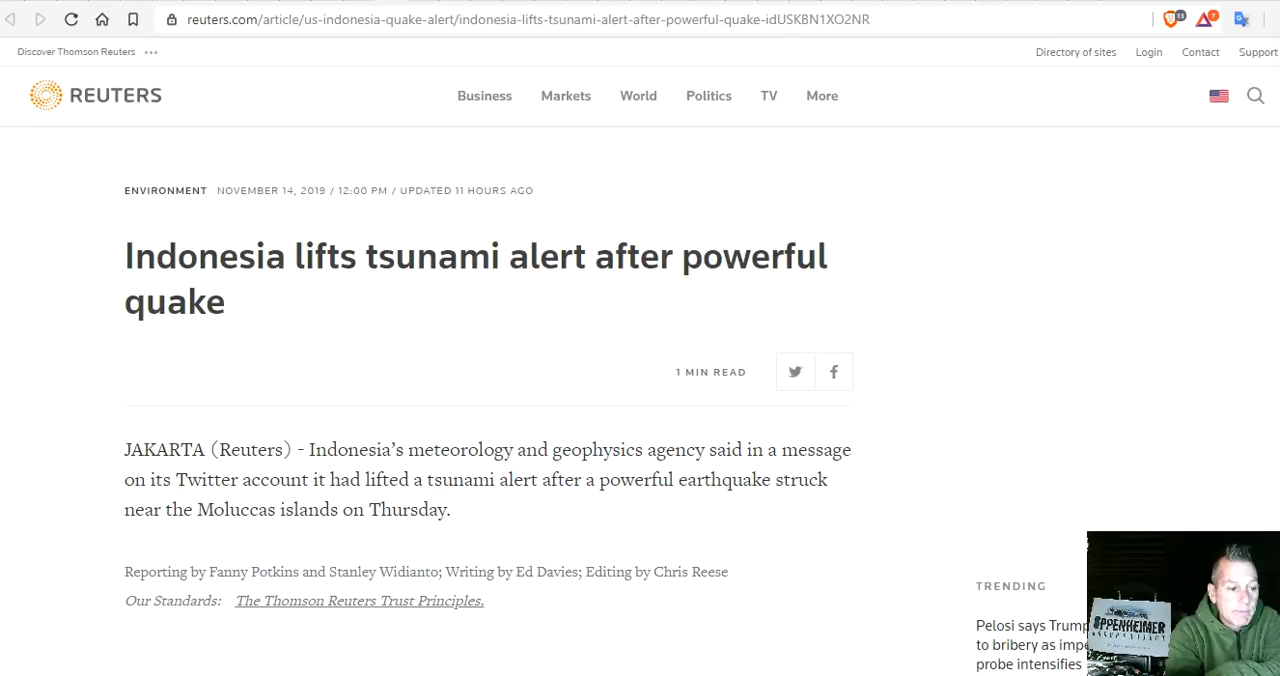 reuters.com/article/us-indonesia-quake-alert/indonesia-lifts-tsunami-alert-after-powerful-quake-idUSKBN1XO2NR
Discover Thomson Reuters
Directory of sites Login Contact Support
REUTERS
Business Markets World Politics TV More
ENVIRONMENT NOVEMBER 14, 2019 / 12:00 PM / UPDATED 11 HOURS AGO
Indonesia lifts tsunami alert after powerful
quake
1 MIN READ
JAKARTA (Reuters) - Indonesia’s meteorology and geophysics agency said in a message
on its Twitter account it had lifted a tsunami alert after a powerful earthquake struck
near the Moluccas islands on Thursday.
Reporting by Fanny Potkins and Stanley Widianto; Writing by Ed Davies; Editing by Chris Reese
Our Standards: The Thomson Reuters Trust Principles.
TRENDING
Pelosi says Trump
to bribery as impe
probe intensifies
OPPENHEIMER